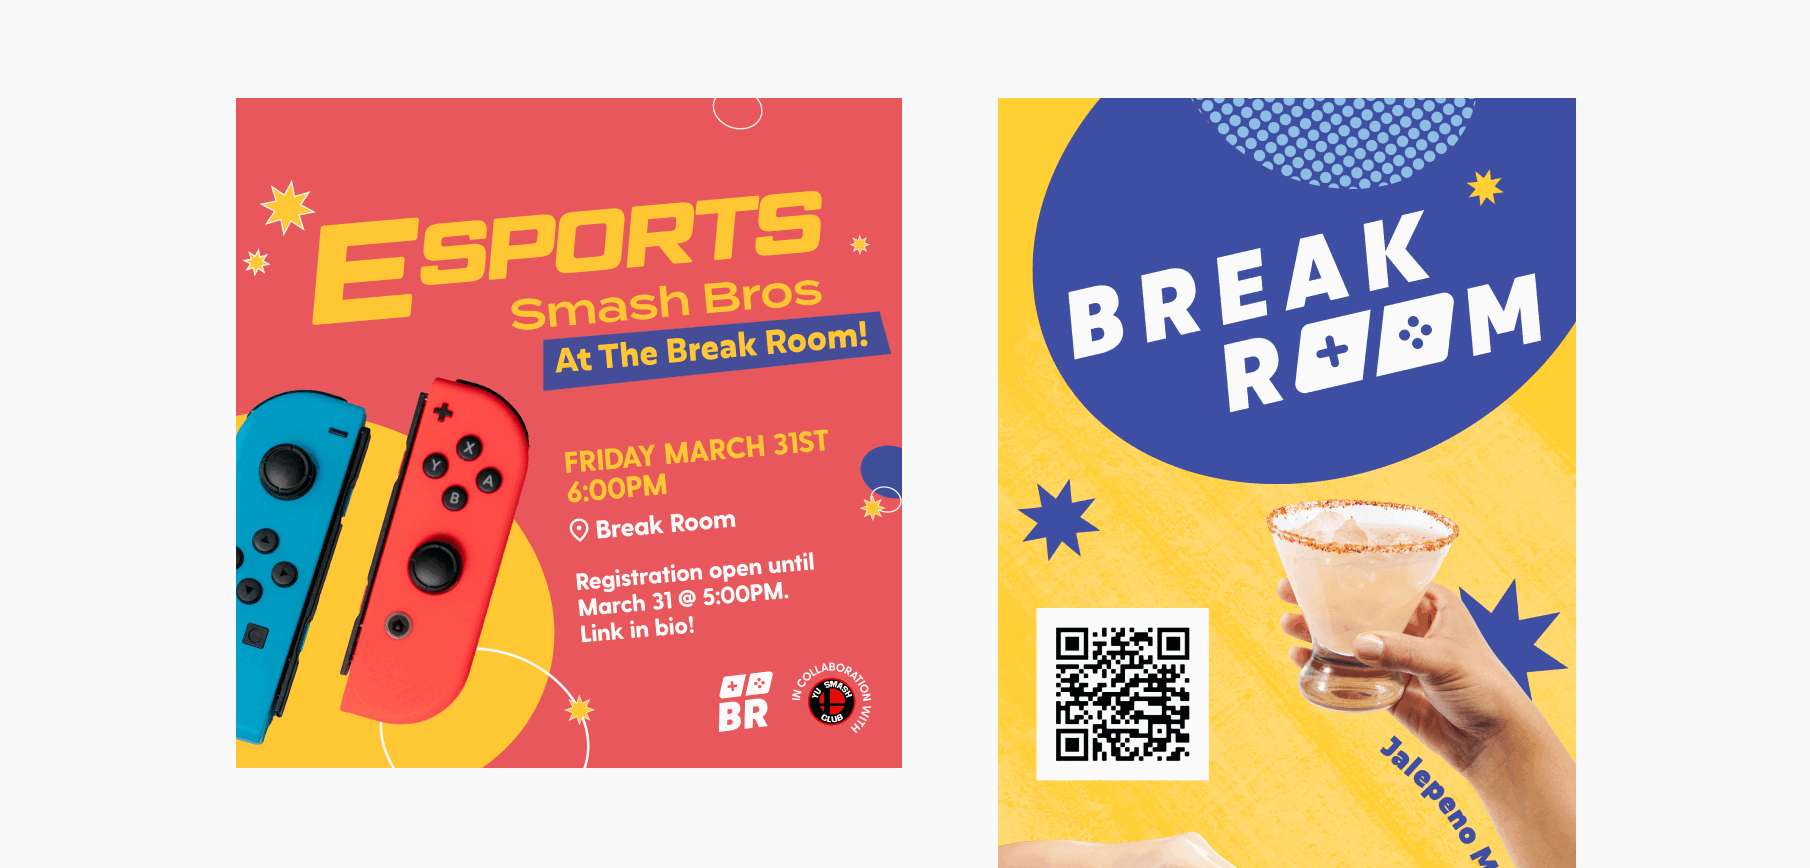 ESPORTS
Smash Bros
At The Break Room!
FRIDAY MARCH 31ST
6:00PM
Break Room
Registration open until
March 31 @ 5:00PM.
Link in bio!
BR
IN COLLABORATION WITH
YU SMASH
CLUB
X
Y
A
B
BREAK
ROOM
Jalepeno M